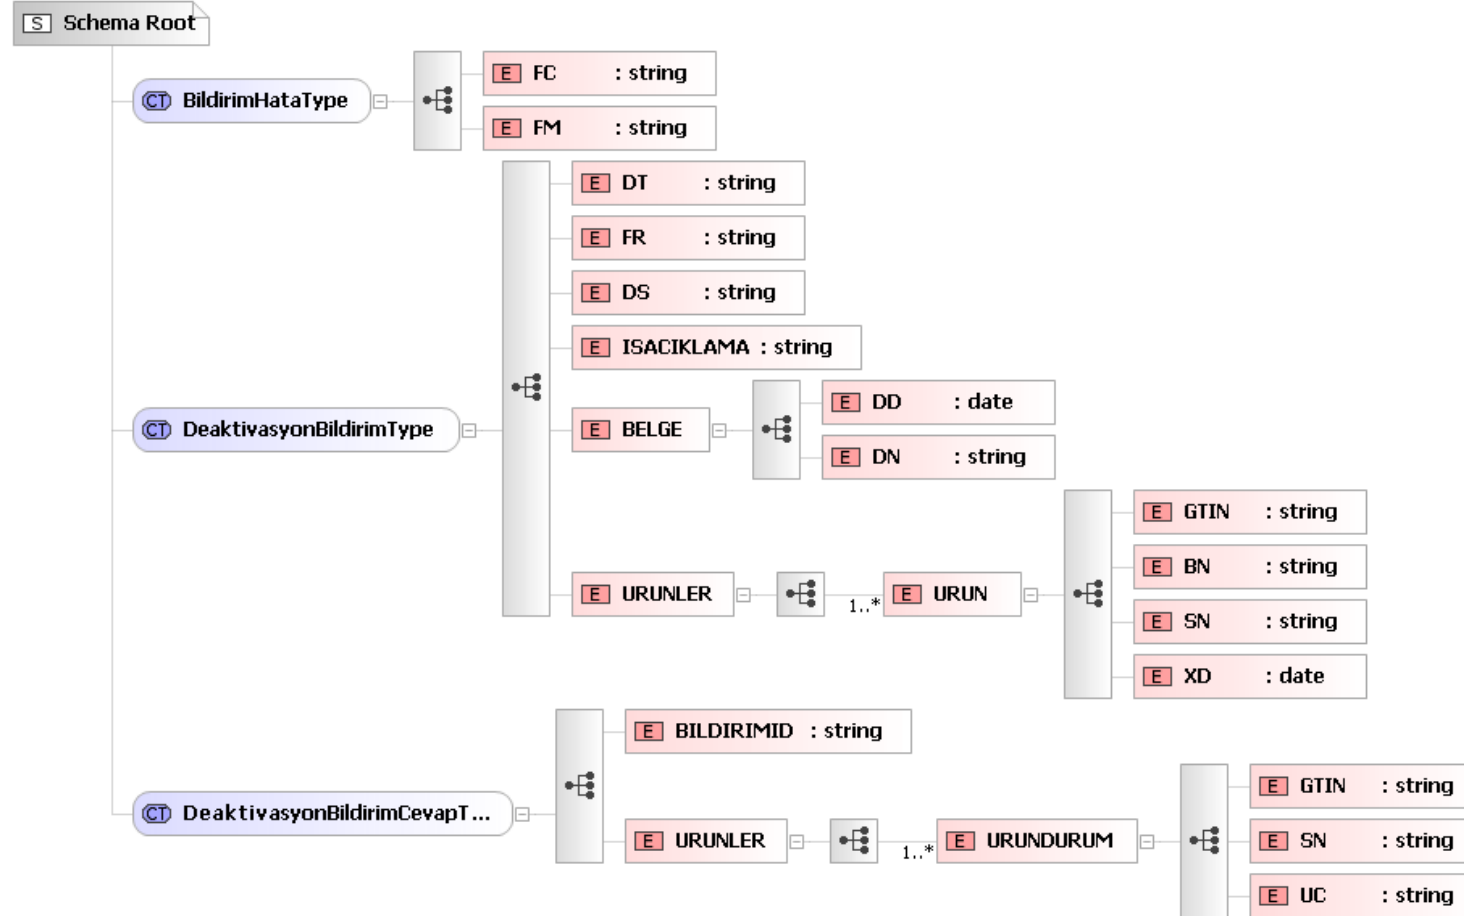 S Schema Root
CT BildirimHataType
E FC : string
E FM : string
CT DeaktivasyonBildirimType
E DT : string
E FR : string
E DS : string
E ISACIKLAMA : string
E BELGE
E DD : date
E DN : string
E URUNLER
1..*
E URUN
E GTIN : string
E BN : string
E SN : string
E XD : date
CT DeaktivasyonBildirimCevapT...
E BILDIRIMID : string
E URUNLER
1..*
E URUNDURUM
E GTIN : string
E SN : string
E UC : string